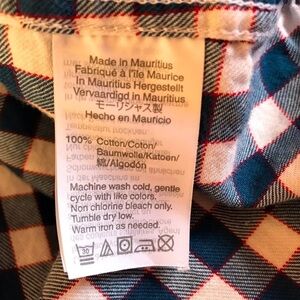 Made in Mauritius
Fabriqué à l'île Maurice
In Mauritius Hergestellt
Vervaardigd in Mauritius
モーリシャス製
Hecho en Mauricio
100% Cotton/Coton/
Baumwolle/Katoen/
綿/Algodón
Machine wash cold, gentle
cycle with like colors.
Non chlorine bleach only.
Tumble dry low.
Warm iron as needed.
30